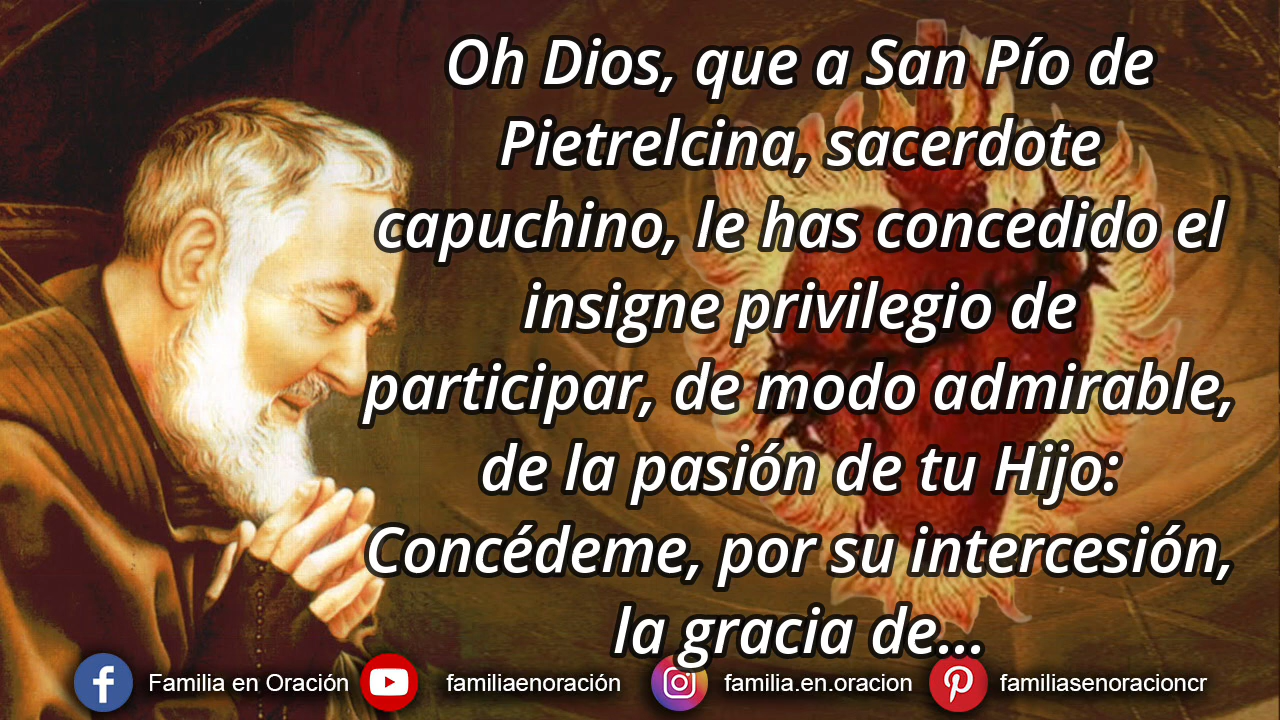 Oh Dios, que a San Pío de
Pietrelcina, sacerdote
capuchino, le has concedido el
insigne privilegio de
participar, de modo admirable,
de la pasión de tu Hijo:
Concédeme, por su intercesión,
la gracia de...
Familia en Oración familiaenoración familia.en.oracion familiasenoracioncr